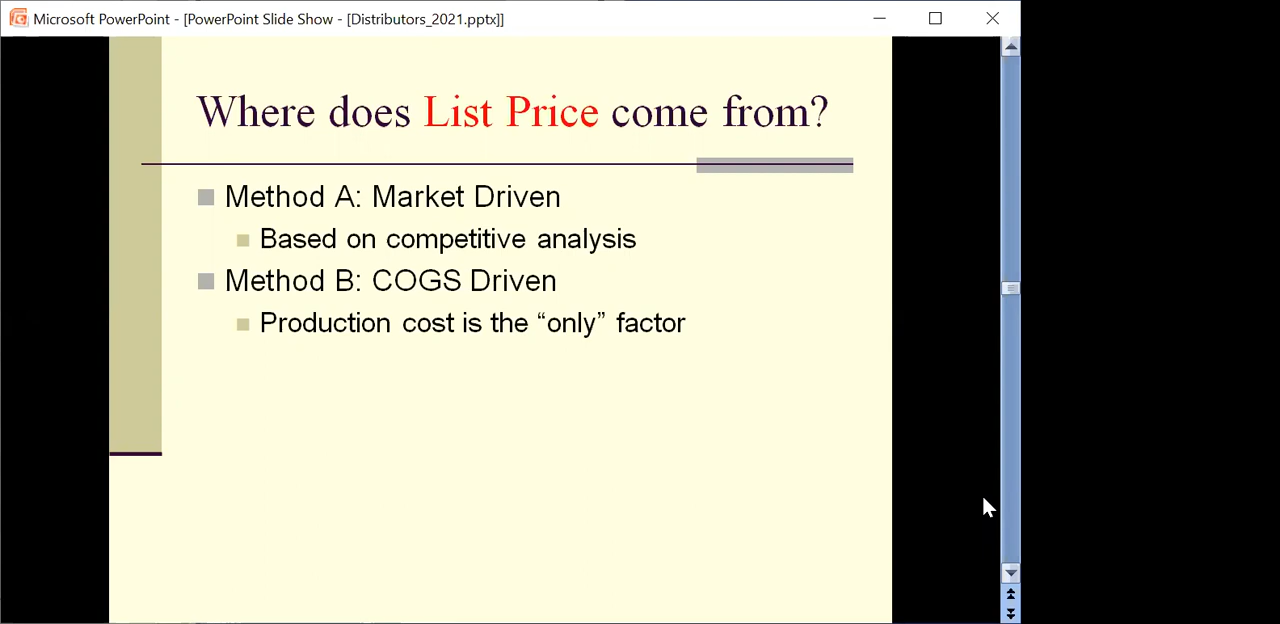 Microsoft PowerPoint - [PowerPoint Slide Show - [Distributors_2021.pptx]]
Where does List Price come from?
Method A: Market Driven
Based on competitive analysis
Method B: COGS Driven
Production cost is the “only” factor